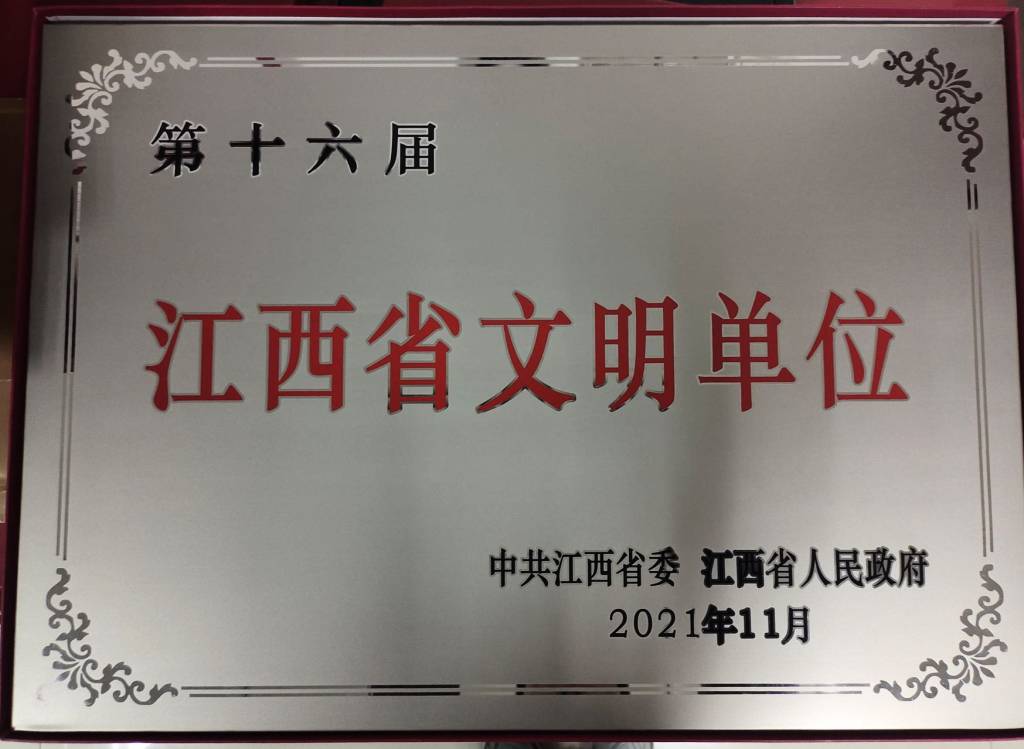 第十六届
江西省文明单位
中共江西省委 江西省人民政府
2021年11月